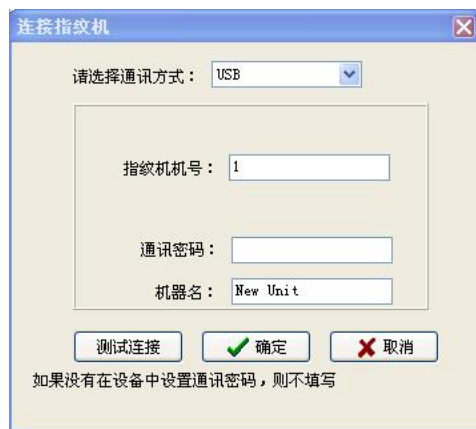 连接指纹机
请选择通讯方式： USB
指纹机机号： 1
通讯密码：
机器名： New Unit
测试连接 确定 取消
如果没有在设备中设置通讯密码，则不填写